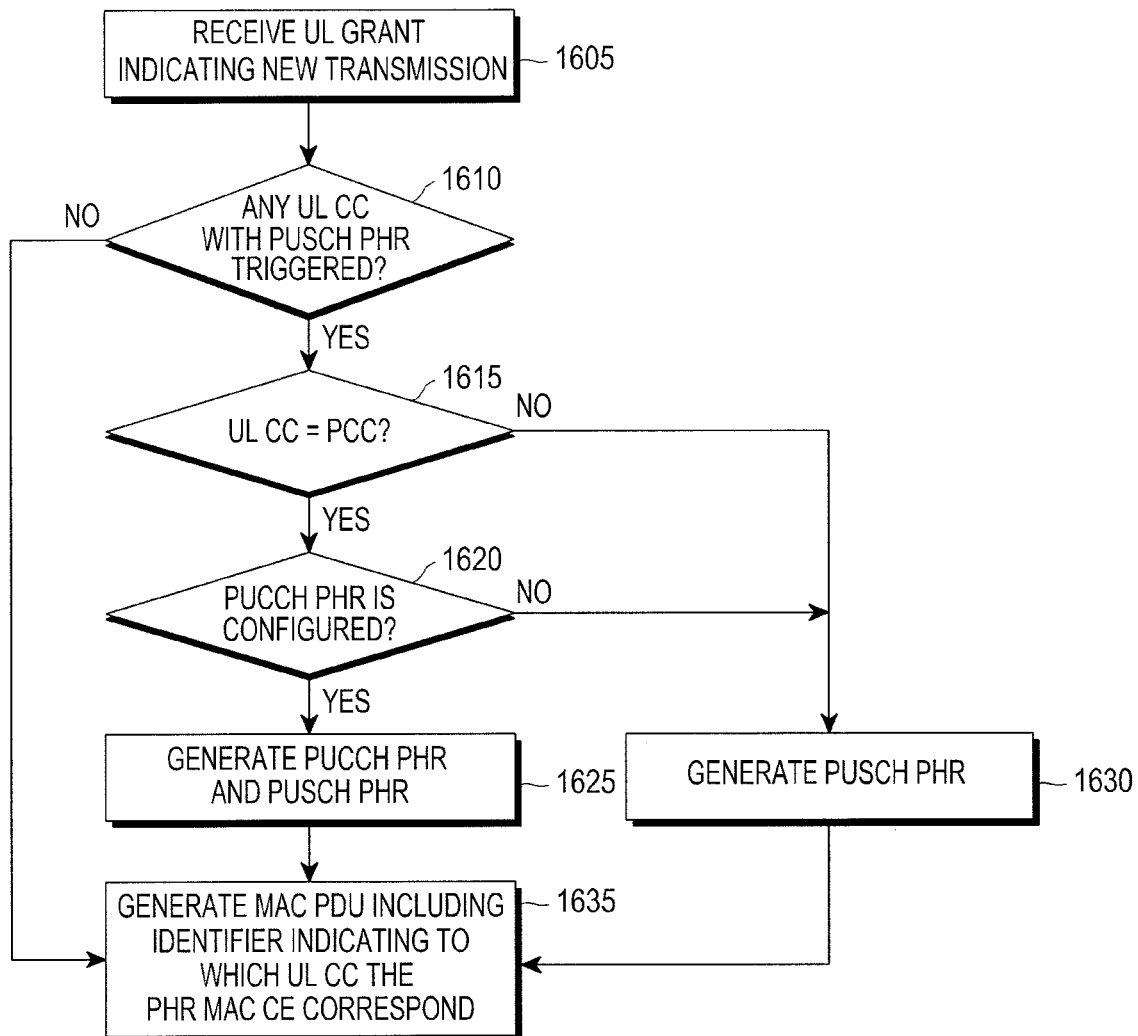 RECEIVE UL GRANT
INDICATING NEW TRANSMISSION
1605
1610
ANY UL CC
WITH PUSCH PHR
TRIGGERED?
NO
YES
1615
UL CC = PCC?
NO
YES
1620
PUCCH PHR IS
CONFIGURED?
NO
YES
GENERATE PUCCH PHR
AND PUSCH PHR
1625
GENERATE PUSCH PHR
1630
GENERATE MAC PDU INCLUDING
IDENTIFIER INDICATING TO
WHICH UL CC THE
PHR MAC CE CORRESPOND
1635